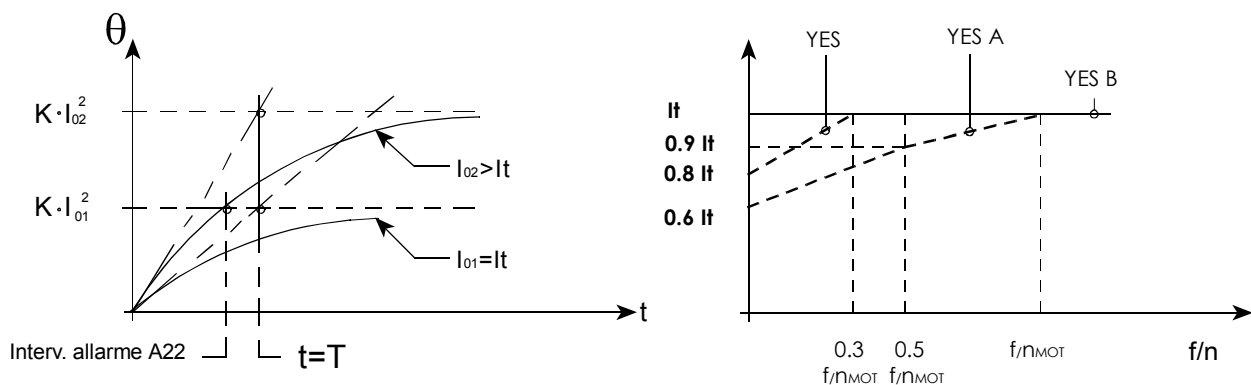 θ
K·I₀₂²
K·I₀₁²
I₀₂>It
I₀₁=It
t
Interv. allarme A22
t=T
YES
YES A
YES B
It
0.9 It
0.8 It
0.6 It
0.3
f/nMOT
0.5
f/nMOT
f/nMOT
f/n